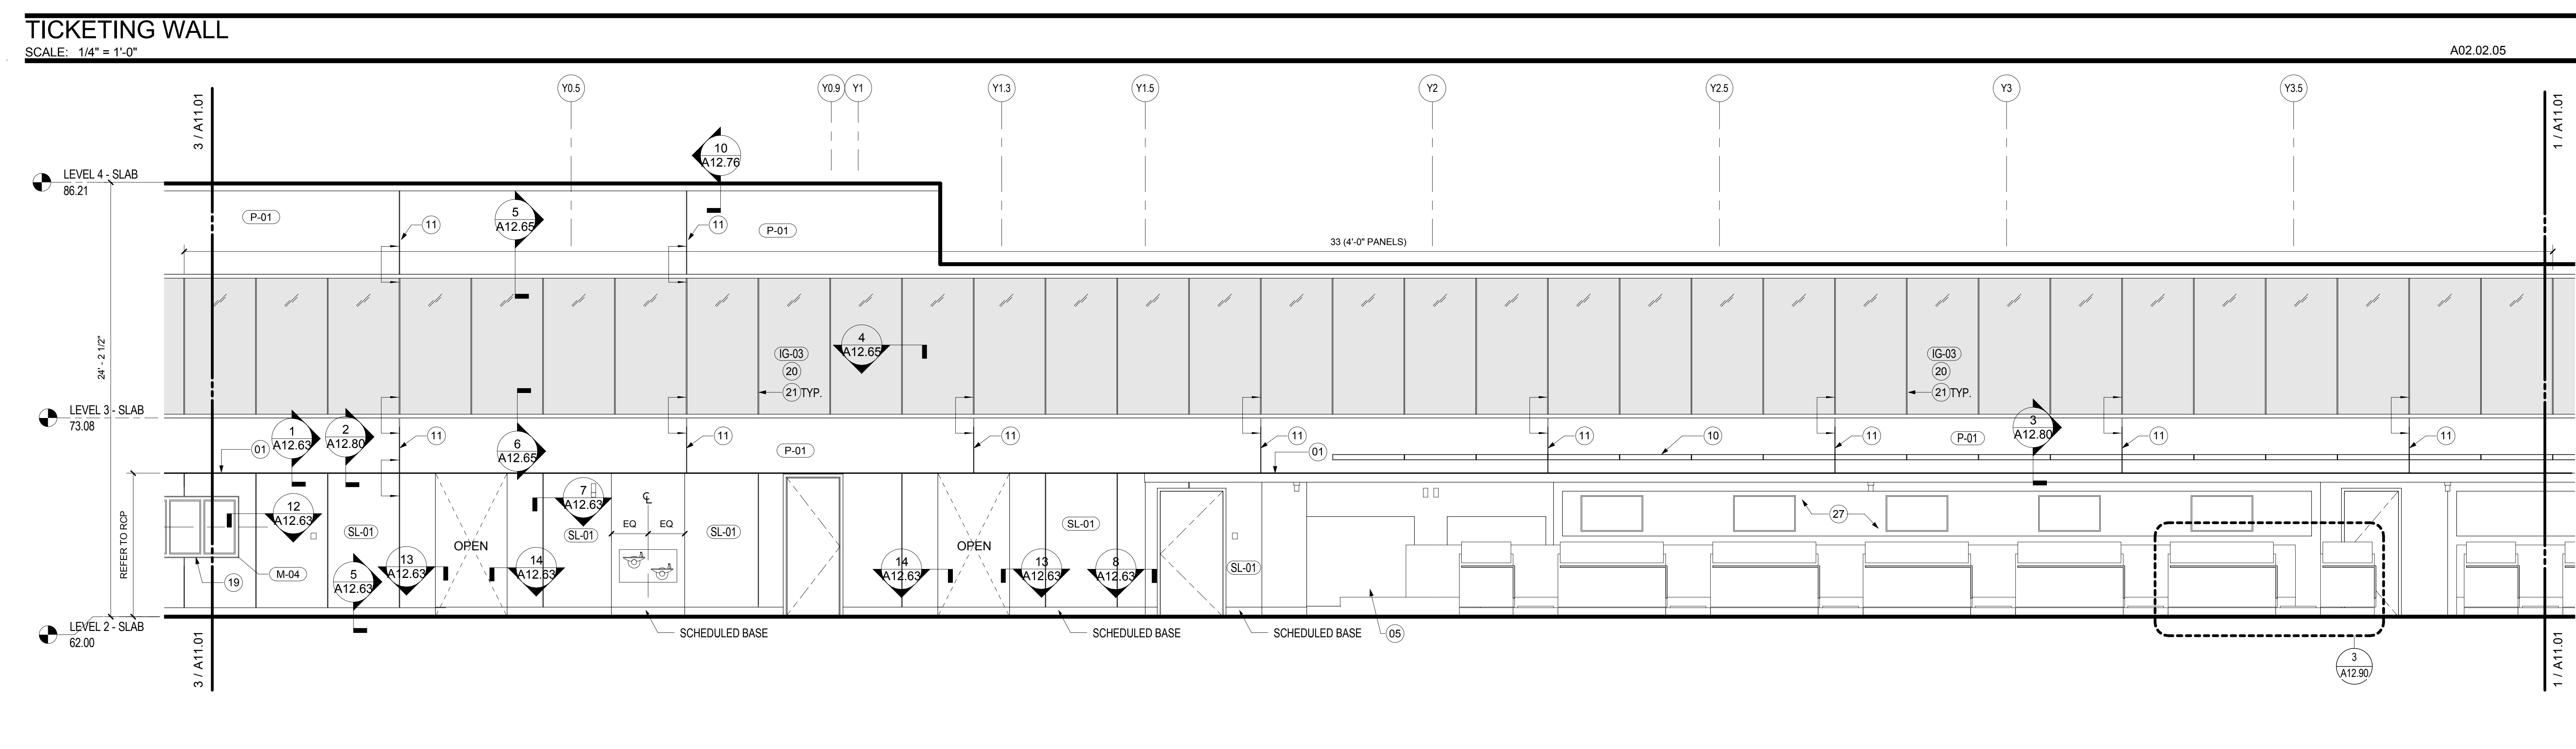 TICKETING WALL
SCALE: 1/4" = 1'-0"
A02.02.05
3 / A11.01
Y0.5
Y0.9
Y1
Y1.3
Y1.5
Y2
Y2.5
Y3
Y3.5
1 / A11.01
10
A12.76
LEVEL 4 - SLAB
86.21
P-01
5
A12.65
11
11
P-01
33 (4'-0" PANELS)
24' - 2 1/2"
4
A12.65
IG-03
20
21 TYP.
IG-03
20
21 TYP.
LEVEL 3 - SLAB
73.08
1
A12.63
2
A12.80
01
11
6
A12.65
11
P-01
11
11
01
11
10
11
P-01
3
A12.80
11
11
REFER TO RCP
12
A12.63
SL-01
7
A12.63
SL-01
CL
EQ
EQ
SL-01
SL-01
27
OPEN
OPEN
M-04
19
5
A12.63
13
A12.63
14
A12.63
14
A12.63
13
A12.63
8
A12.63
SL-01
LEVEL 2 - SLAB
62.00
SCHEDULED BASE
SCHEDULED BASE
SCHEDULED BASE
05
3 / A11.01
3
A12.90
1 / A11.01